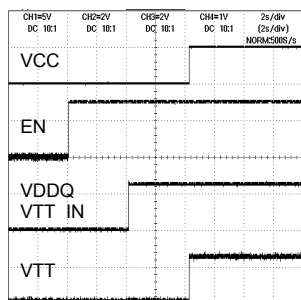 CH1=5V CH2=2V CH3=2V CH4=1V 2s/div
DC 10:1 DC 10:1 DC 10:1 DC 10:1 (2s/div)
NORM:500S/s
VCC
EN
VDDQ
VTT IN
VTT